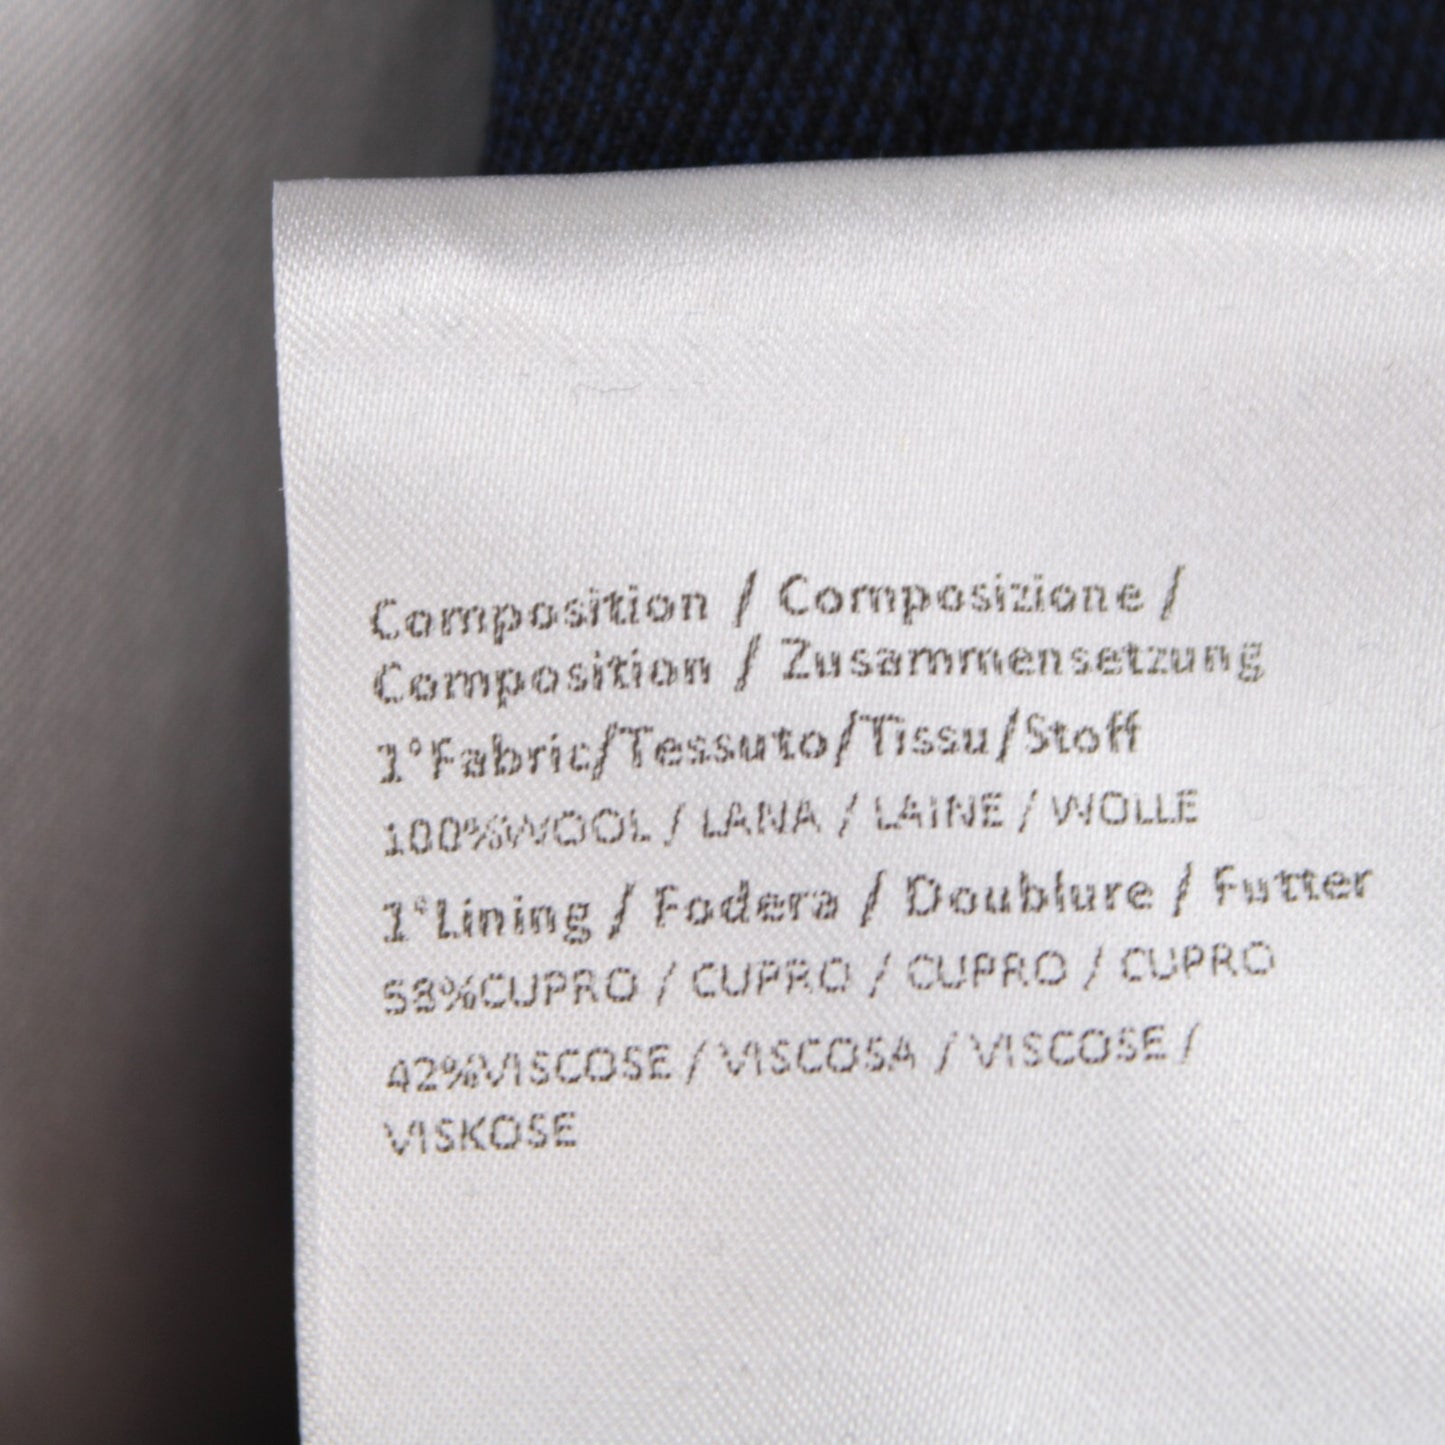 Composition / Composizione /
Composition / Zusammensetzung
1°Fabric/Tessuto/Tissu/Stoff
100%WOOL / LANA / LAINE / WOLLE
1°Lining / Fodera / Doublure / Futter
58%CUPRO / CUPRO / CUPRO / CUPRO
42%VISCOSE / VISCOSA / VISCOSE /
VISKOSE